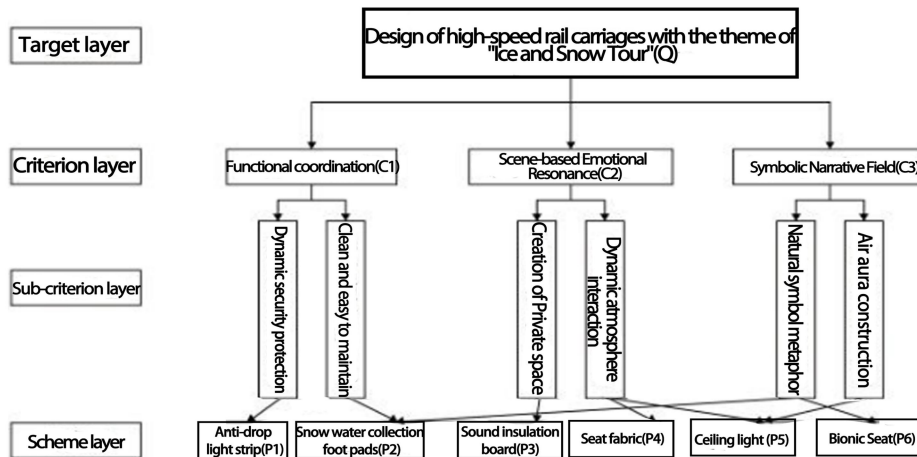 Target layer
Design of high-speed rail carriages with the theme of
"Ice and Snow Tour"(Q)
Criterion layer
Functional coordination(C1)
Scene-based Emotional
Resonance(C2)
Symbolic Narrative Field(C3)
Sub-criterion layer
Dynamic security protection
Clean and easy to maintain
Creation of Private space
Dynamic atmosphere
interaction
Natural symbol metaphor
Air aura construction
Scheme layer
Anti-drop
light strip(P1)
Snow water collection
foot pads(P2)
Sound insulation
board(P3)
Seat fabric(P4)
Ceiling light (P5)
Bionic Seat(P6)